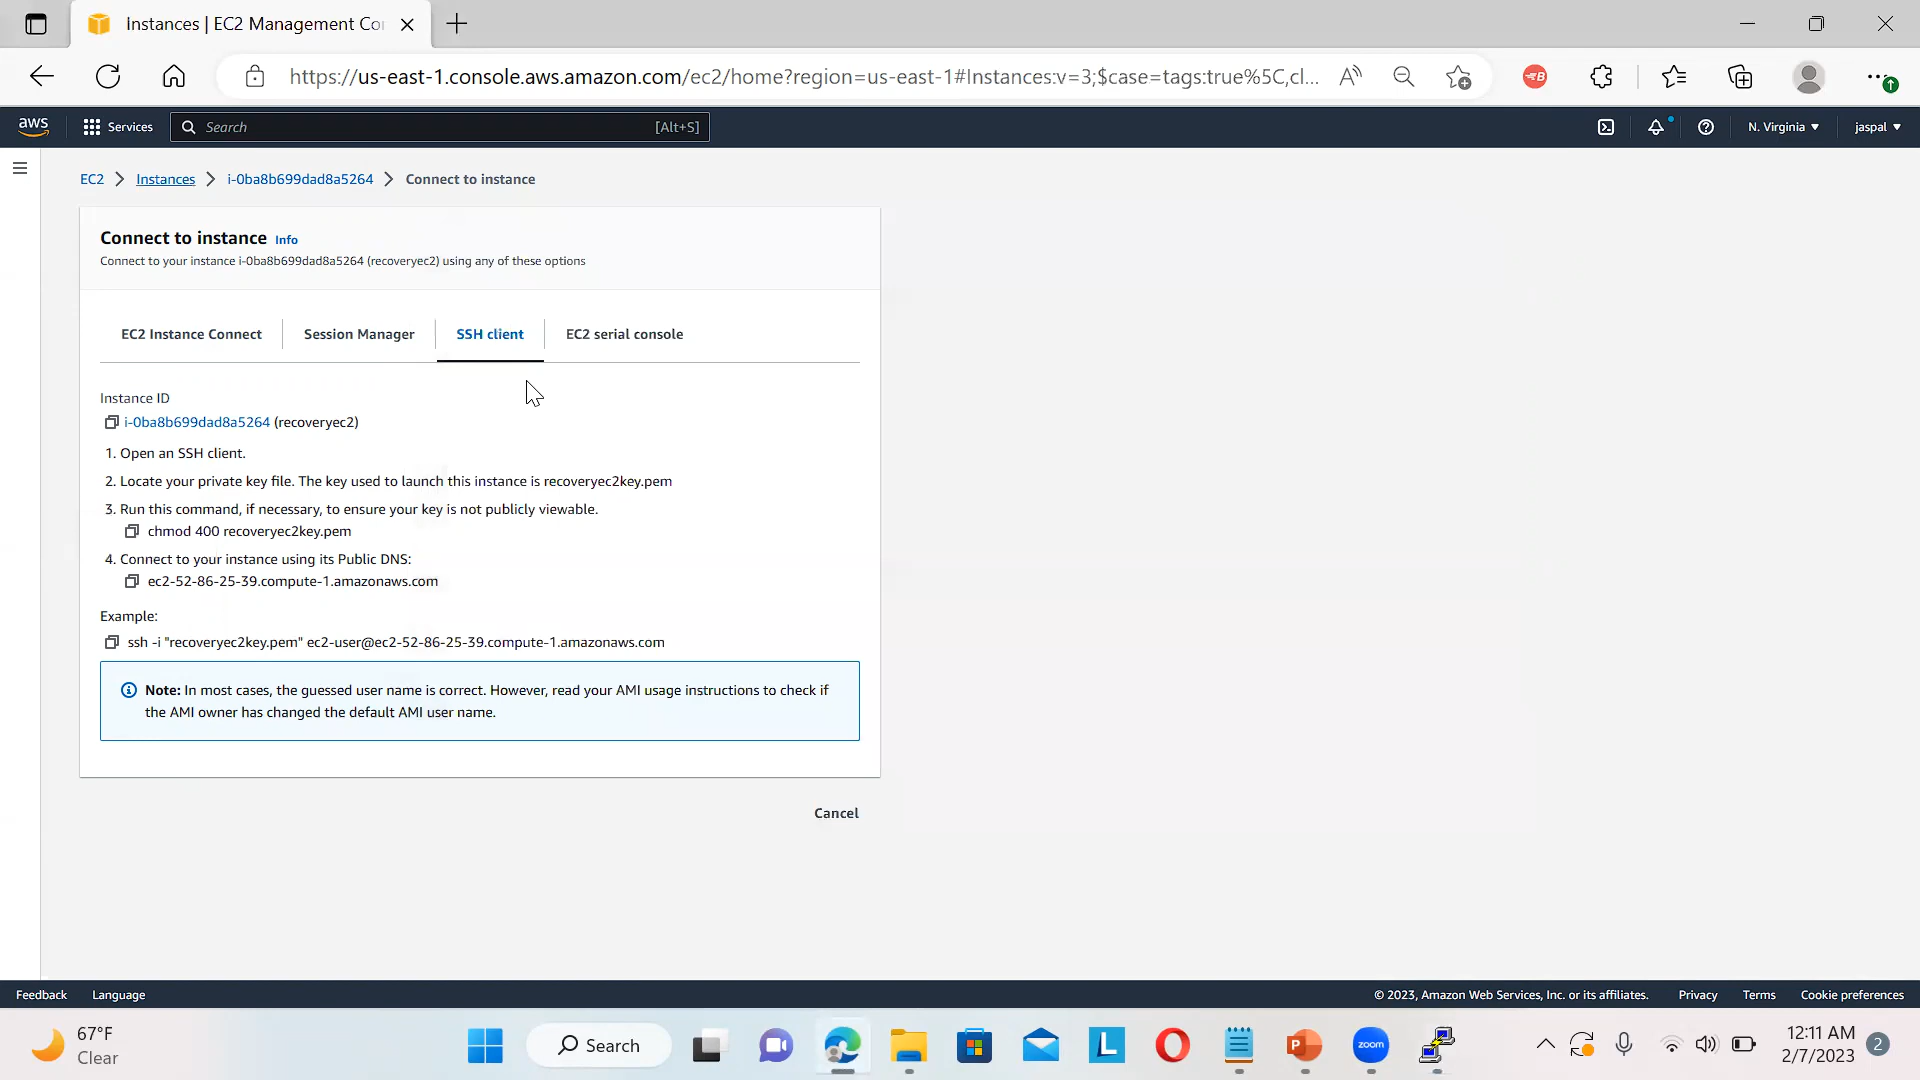 Instances | EC2 Management Co
https://us-east-1.console.aws.amazon.com/ec2/home?region=us-east-1#Instances:v=3;$case=tags:true%5C,cl...
aws Services Search [Alt+S] N. Virginia jaspal
EC2 Instances i-0ba8b699dad8a5264 Connect to instance
Connect to instance Info
Connect to your instance i-0ba8b699dad8a5264 (recoveryec2) using any of these options
EC2 Instance Connect Session Manager SSH client EC2 serial console
Instance ID
i-0ba8b699dad8a5264 (recoveryec2)
1. Open an SSH client.
2. Locate your private key file. The key used to launch this instance is recoveryec2key.pem
3. Run this command, if necessary, to ensure your key is not publicly viewable.
chmod 400 recoveryec2key.pem
4. Connect to your instance using its Public DNS:
ec2-52-86-25-39.compute-1.amazonaws.com
Example:
ssh -i "recoveryec2key.pem" ec2-user@ec2-52-86-25-39.compute-1.amazonaws.com
Note: In most cases, the guessed user name is correct. However, read your AMI usage instructions to check if
the AMI owner has changed the default AMI user name.
Cancel
Feedback Language © 2023, Amazon Web Services, Inc. or its affiliates. Privacy Terms Cookie preferences
67°F
Clear
Search
L
P
zoom
12:11 AM
2/7/2023
2